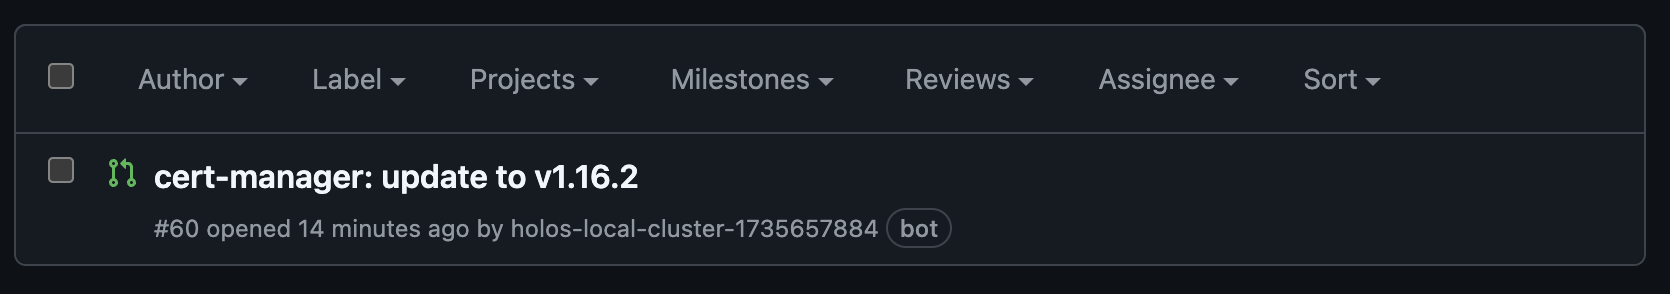 Author Label Projects Milestones Reviews Assignee Sort
cert-manager: update to v1.16.2
#60 opened 14 minutes ago by holos-local-cluster-1735657884 bot